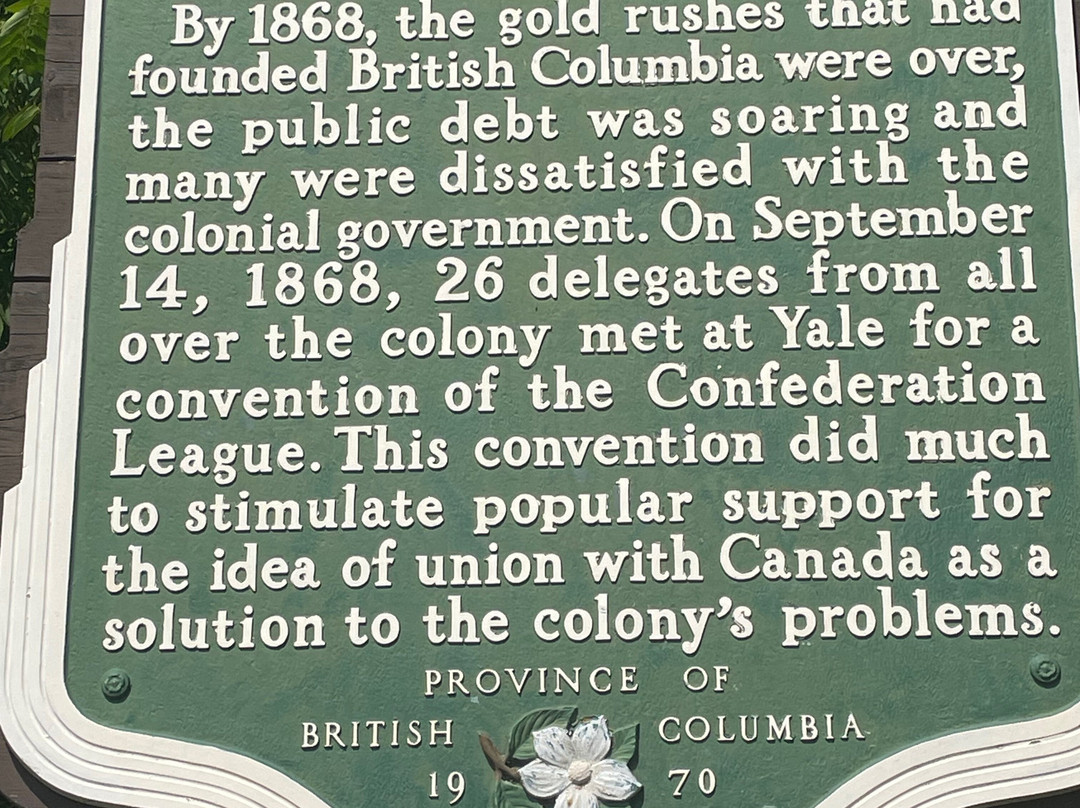 By 1868, the gold rushes that had
founded British Columbia were over,
the public debt was soaring and
many were dissatisfied with the
colonial government. On September
14, 1868, 26 delegates from all
over the colony met at Yale for a
convention of the Confederation
League. This convention did much
to stimulate popular support for
the idea of union with Canada as a
solution to the colony's problems.
PROVINCE OF
BRITISH COLUMBIA
19 70